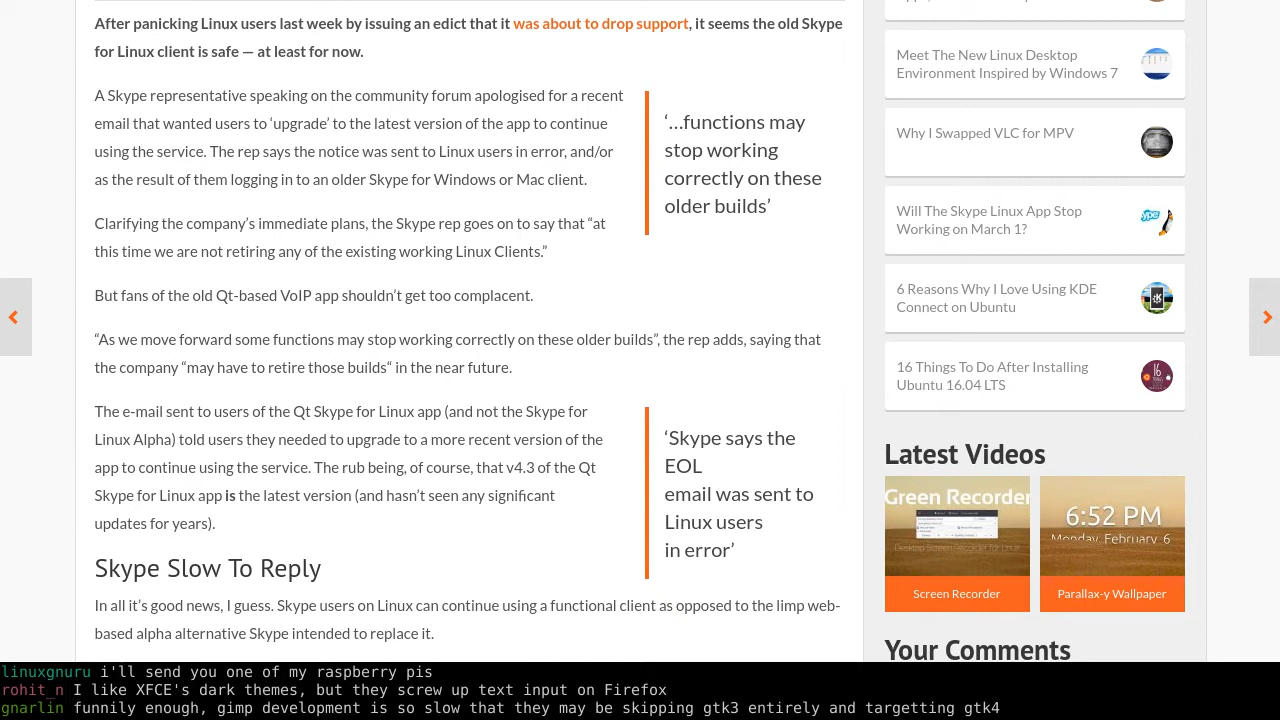 After panicking Linux users last week by issuing an edict that it was about to drop support, it seems the old Skype
for Linux client is safe — at least for now.
A Skype representative speaking on the community forum apologised for a recent
email that wanted users to ‘upgrade’ to the latest version of the app to continue
using the service. The rep says the notice was sent to Linux users in error, and/or
as the result of them logging in to an older Skype for Windows or Mac client.
‘…functions may
stop working
correctly on these
older builds’
Clarifying the company’s immediate plans, the Skype rep goes on to say that “at
this time we are not retiring any of the existing working Linux Clients.”
But fans of the old Qt-based VoIP app shouldn’t get too complacent.
“As we move forward some functions may stop working correctly on these older builds”, the rep adds, saying that
the company “may have to retire those builds“ in the near future.
The e-mail sent to users of the Qt Skype for Linux app (and not the Skype for
Linux Alpha) told users they needed to upgrade to a more recent version of the
app to continue using the service. The rub being, of course, that v4.3 of the Qt
Skype for Linux app is the latest version (and hasn’t seen any significant
updates for years).
‘Skype says the
EOL
email was sent to
Linux users
in error’
Skype Slow To Reply
In all it’s good news, I guess. Skype users on Linux can continue using a functional client as opposed to the limp web-
based alpha alternative Skype intended to replace it.
Meet The New Linux Desktop
Environment Inspired by Windows 7
Why I Swapped VLC for MPV
Will The Skype Linux App Stop
Working on March 1?
6 Reasons Why I Love Using KDE
Connect on Ubuntu
16 Things To Do After Installing
Ubuntu 16.04 LTS
Latest Videos
Green Recorder
Desktop Screen Recorder for Linux
Screen Recorder
6:52 PM
Monday, February 6
Parallax-y Wallpaper
Your Comments
linuxgnuru i'll send you one of my raspberry pis
rohit_n I like XFCE's dark themes, but they screw up text input on Firefox
gnarlin funnily enough, gimp development is so slow that they may be skipping gtk3 entirely and targetting gtk4